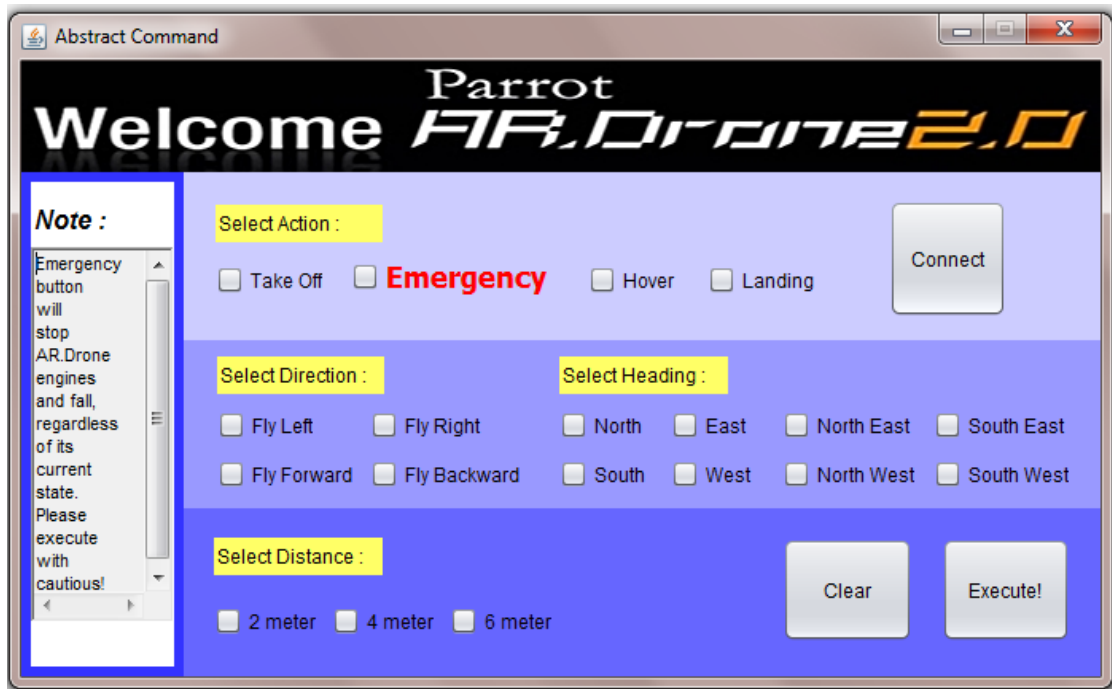 Abstract Command
Parrot
Welcome AR.Drone2.0
Note :
Emergency
button
will
stop
AR.Drone
engines
and fall,
regardless
of its
current
state.
Please
execute
with
cautious!
Select Action :
Take Off Emergency Hover Landing
Connect
Select Direction :
Fly Left Fly Right
Fly Forward Fly Backward
Select Heading :
North East North East South East
South West North West South West
Select Distance :
2 meter 4 meter 6 meter
Clear
Execute!